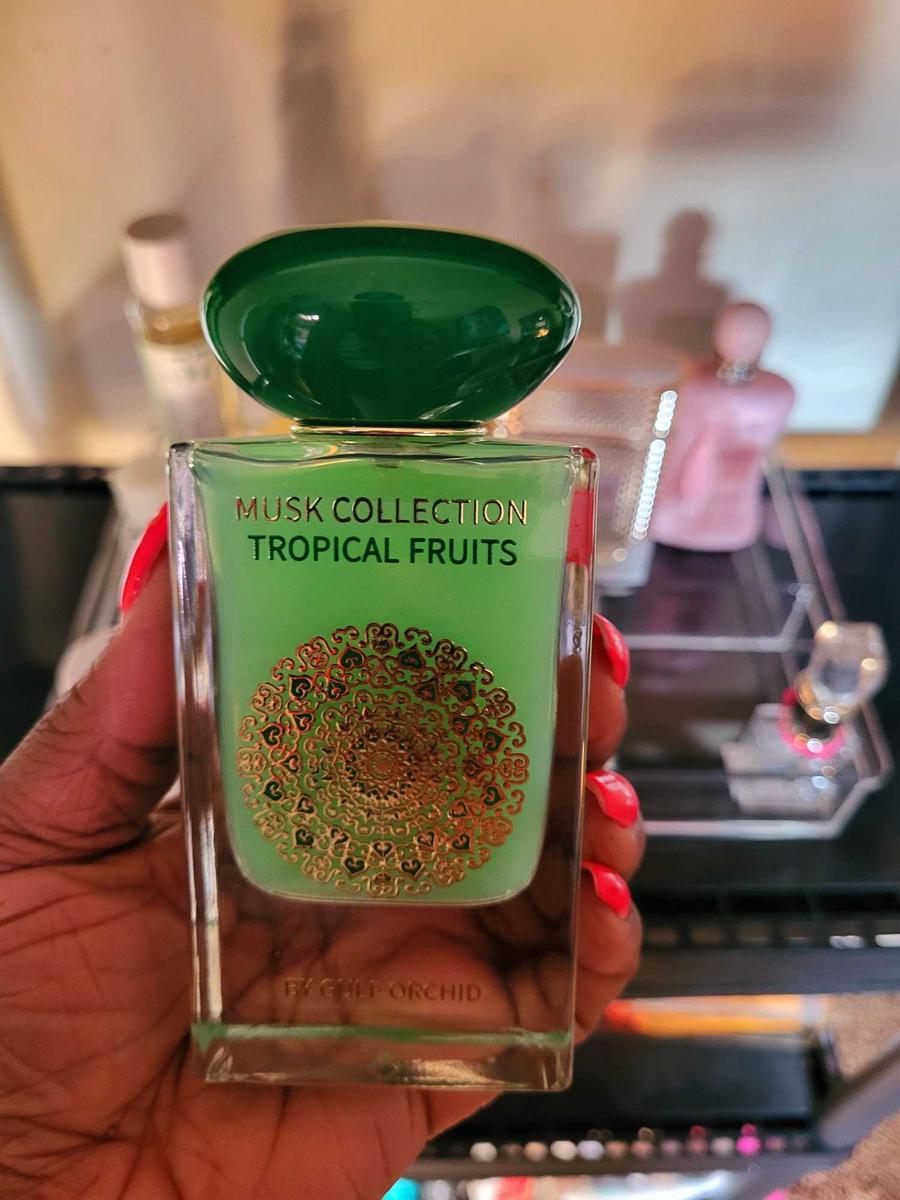 MUSK COLLECTION
TROPICAL FRUITS
BY GULF ORCHID